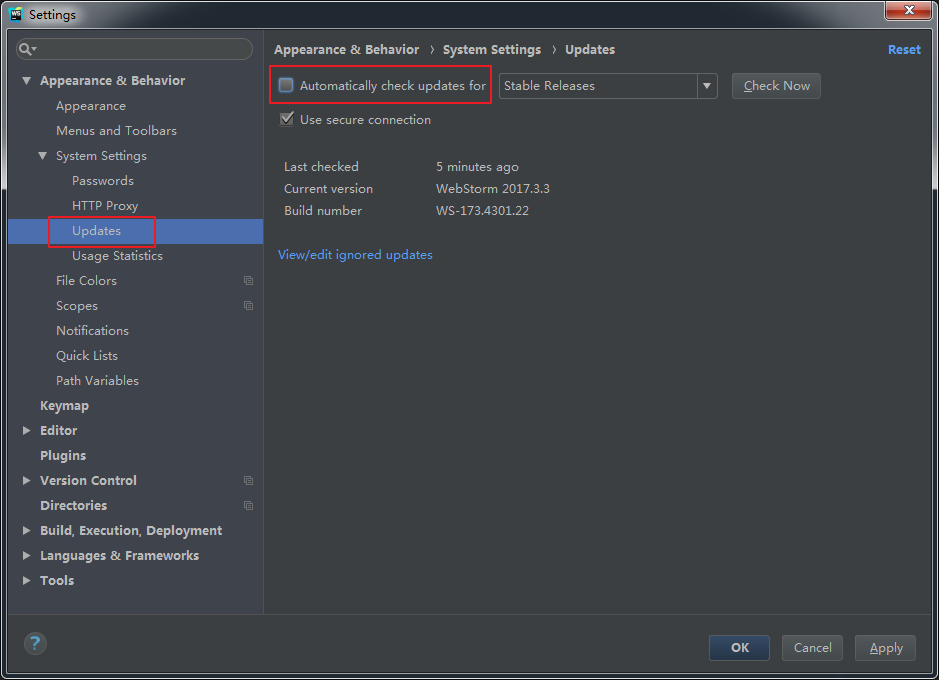 WS
Settings
Appearance & Behavior
Appearance
Menus and Toolbars
System Settings
Passwords
HTTP Proxy
Updates
Usage Statistics
File Colors
Scopes
Notifications
Quick Lists
Path Variables
Keymap
Editor
Plugins
Version Control
Directories
Build, Execution, Deployment
Languages & Frameworks
Tools
Appearance & Behavior › System Settings › Updates Reset
Automatically check updates for Stable Releases Check Now
Use secure connection
Last checked 5 minutes ago
Current version WebStorm 2017.3.3
Build number WS-173.4301.22
View/edit ignored updates
? OK Cancel Apply